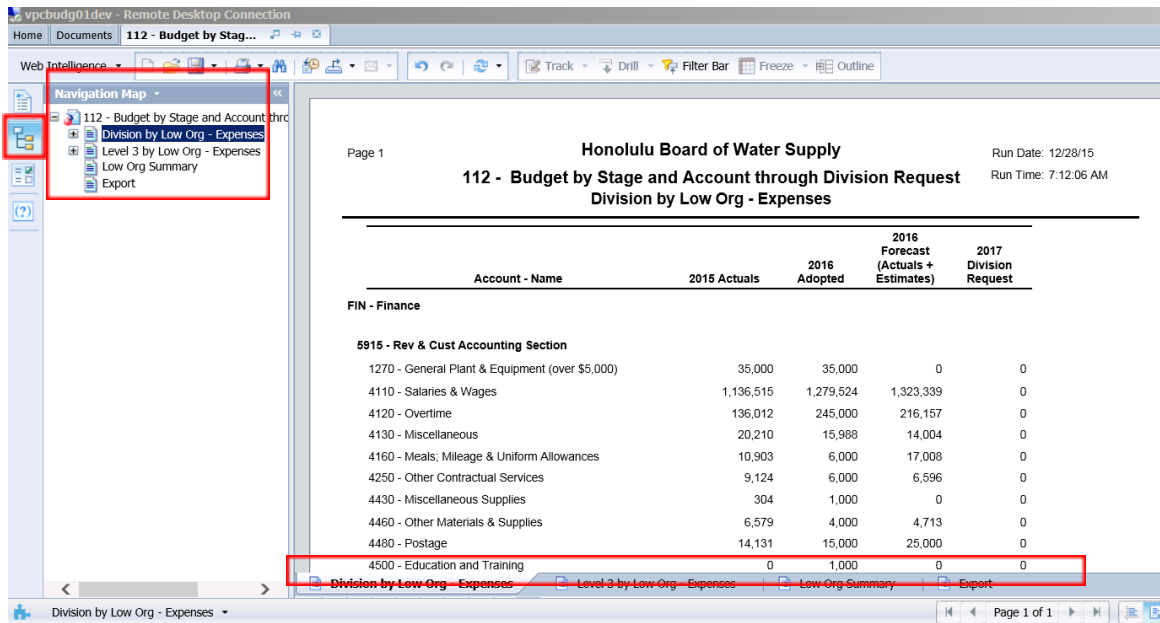 vpcbudg01dev - Remote Desktop Connection
Home Documents 112 - Budget by Stag...
Web Intelligence Track Drill Filter Bar Freeze Outline
Navigation Map «
112 - Budget by Stage and Account thro
Division by Low Org - Expenses
Level 3 by Low Org - Expenses
Low Org Summary
Export
Page 1 Honolulu Board of Water Supply Run Date: 12/28/15
112 - Budget by Stage and Account through Division Request Run Time: 7:12:06 AM
Division by Low Org - Expenses
Account - Name 2015 Actuals 2016 Adopted 2016 Forecast (Actuals + Estimates) 2017 Division Request
FIN - Finance
5915 - Rev & Cust Accounting Section
1270 - General Plant & Equipment (over $5,000) 35,000 35,000 0 0
4110 - Salaries & Wages 1,136,515 1,279,524 1,323,339 0
4120 - Overtime 136,012 245,000 216,157 0
4130 - Miscellaneous 20,210 15,988 14,004 0
4160 - Meals; Mileage & Uniform Allowances 10,903 6,000 17,008 0
4250 - Other Contractual Services 9,124 6,000 6,596 0
4430 - Miscellaneous Supplies 304 1,000 0 0
4460 - Other Materials & Supplies 6,579 4,000 4,713 0
4480 - Postage 14,131 15,000 25,000 0
4500 - Education and Training 0 1,000 0 0
Division by Low Org - Expenses Level 3 by Low Org - Expenses Low Org Summary Export
Division by Low Org - Expenses Page 1 of 1